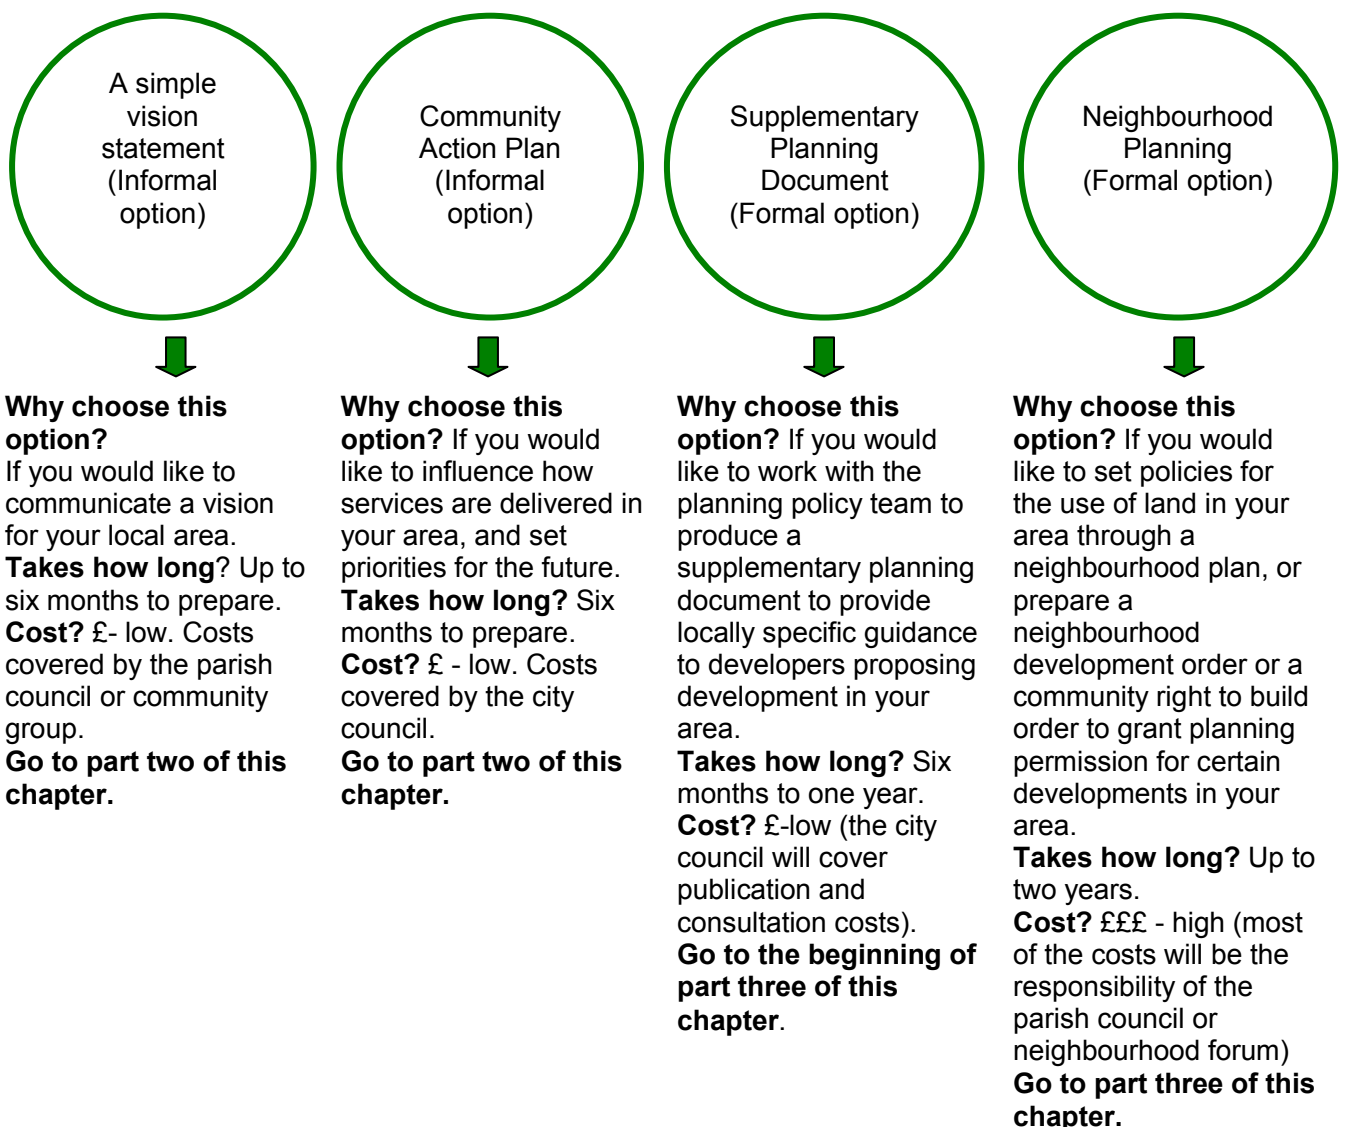 A simple
vision
statement
(Informal
option)
Community
Action Plan
(Informal
option)
Supplementary
Planning
Document
(Formal option)
Neighbourhood
Planning
(Formal option)
Why choose this
option?
If you would like to
communicate a vision
for your local area.
Takes how long? Up to
six months to prepare.
Cost? £- low. Costs
covered by the parish
council or community
group.
Go to part two of this
chapter.
Why choose this
option? If you would
like to influence how
services are delivered in
your area, and set
priorities for the future.
Takes how long? Six
months to prepare.
Cost? £ - low. Costs
covered by the city
council.
Go to part two of this
chapter.
Why choose this
option? If you would
like to work with the
planning policy team to
produce a
supplementary planning
document to provide
locally specific guidance
to developers proposing
development in your
area.
Takes how long? Six
months to one year.
Cost? £-low (the city
council will cover
publication and
consultation costs).
Go to the beginning of
part three of this
chapter.
Why choose this
option? If you would
like to set policies for
the use of land in your
area through a
neighbourhood plan, or
prepare a
neighbourhood
development order or a
community right to build
order to grant planning
permission for certain
developments in your
area.
Takes how long? Up to
two years.
Cost? £££ - high (most
of the costs will be the
responsibility of the
parish council or
neighbourhood forum)
Go to part three of this
chapter.